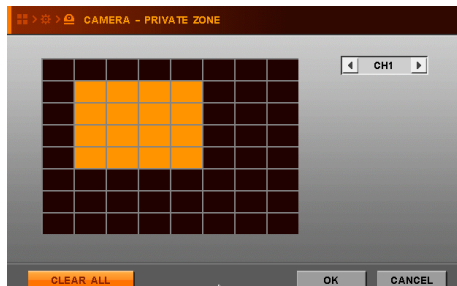 CAMERA - PRIVATE ZONE
CH1
CLEAR ALL
OK
CANCEL